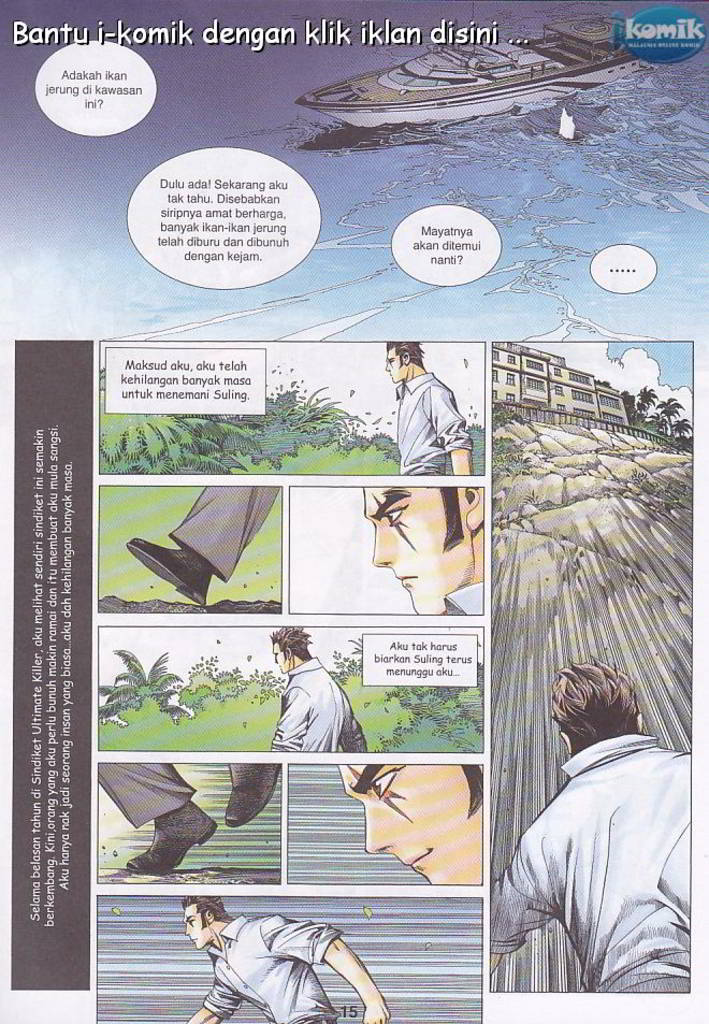 Bantu i-komik dengan klik iklan disini ...
ikomik
MALAYSIA ONLINE KOMIK
Adakah ikan
jerung di kawasan
ini?
Dulu ada! Sekarang aku
tak tahu. Disebabkan
siripnya amat berharga,
banyak ikan-ikan jerung
telah diburu dan dibunuh
dengan kejam.
Mayatnya
akan ditemui
nanti?
.....
Selama belasan tahun di Sindiket Ultimate Killer, aku melihat sendiri sindiket ini semakin
berkembang. Kini,orang yang aku perlu bunuh makin ramai dan itu membuat aku mula sangsi.
Aku hanya nak jadi seorang insan yang biasa..aku dah kehilangan banyak masa.
Maksud aku, aku telah
kehilangan banyak masa
untuk menemani Suling.
Aku tak harus
biarkan Suling terus
menunggu aku...
15